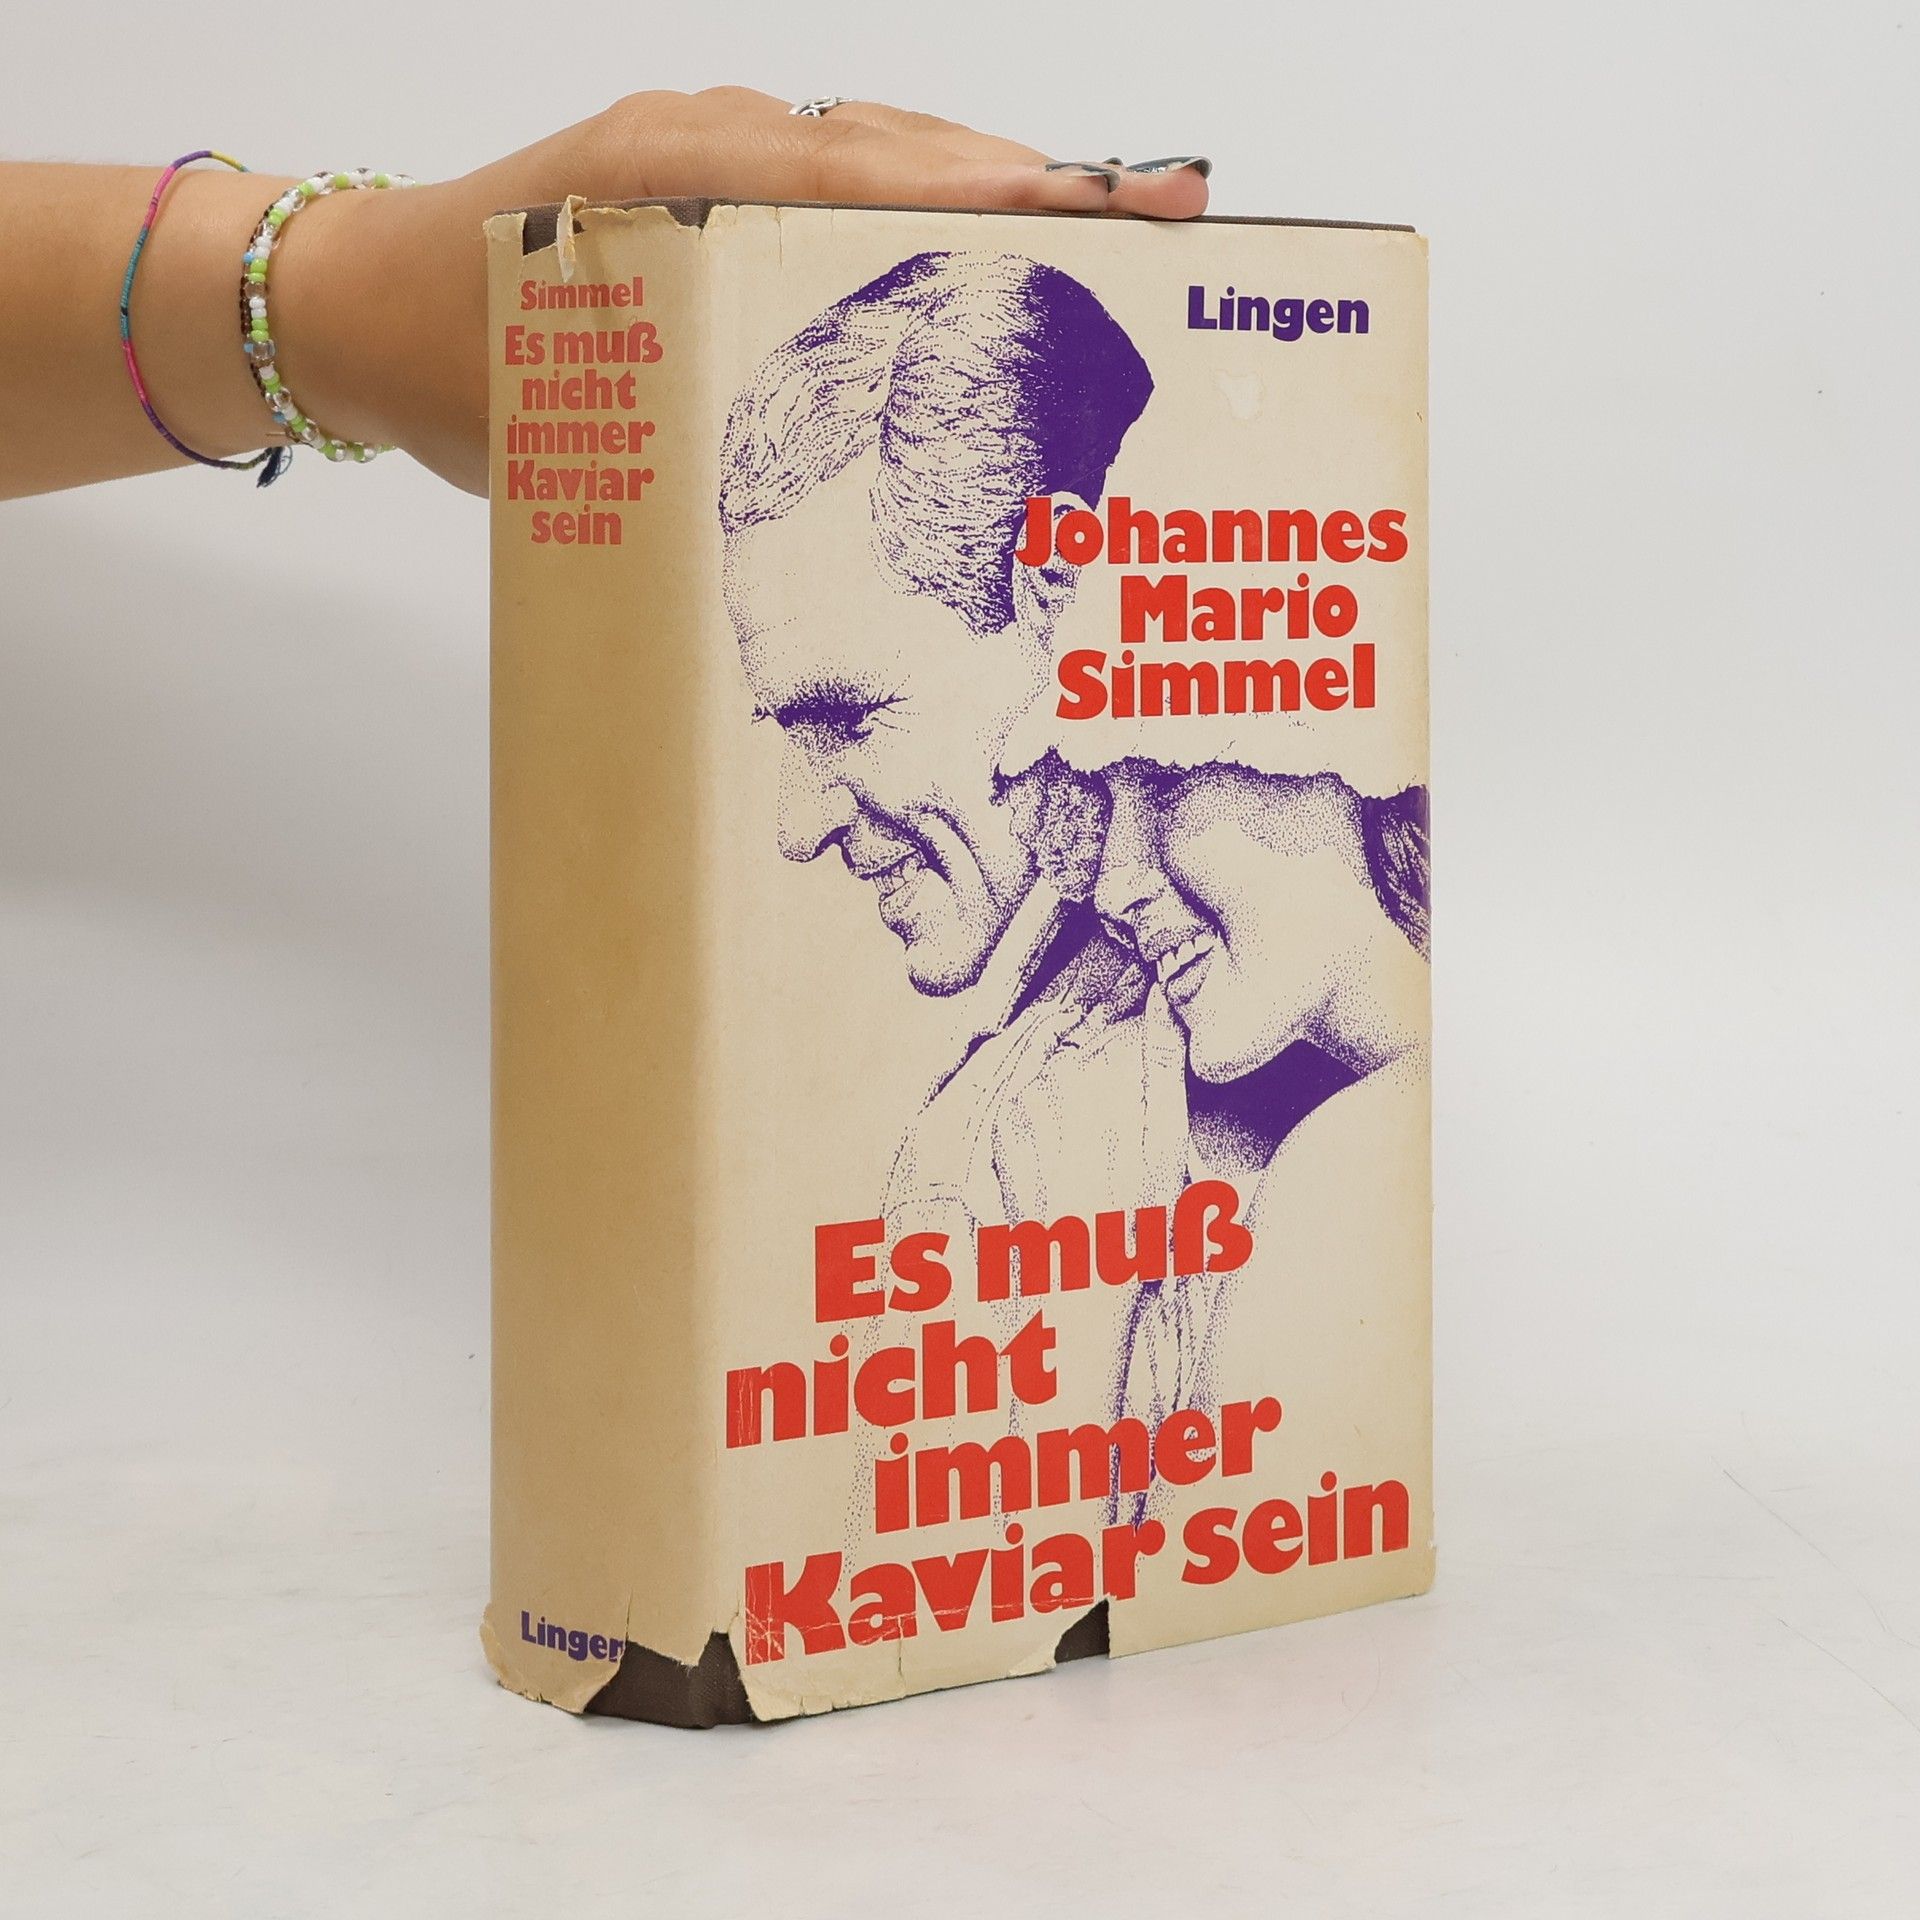 Simmel
Es muß
nicht
immer
Kaviar
sein
Lingen
Lingen
Johannes
Mario
Simmel
Es muß
nicht
immer
Kaviar sein